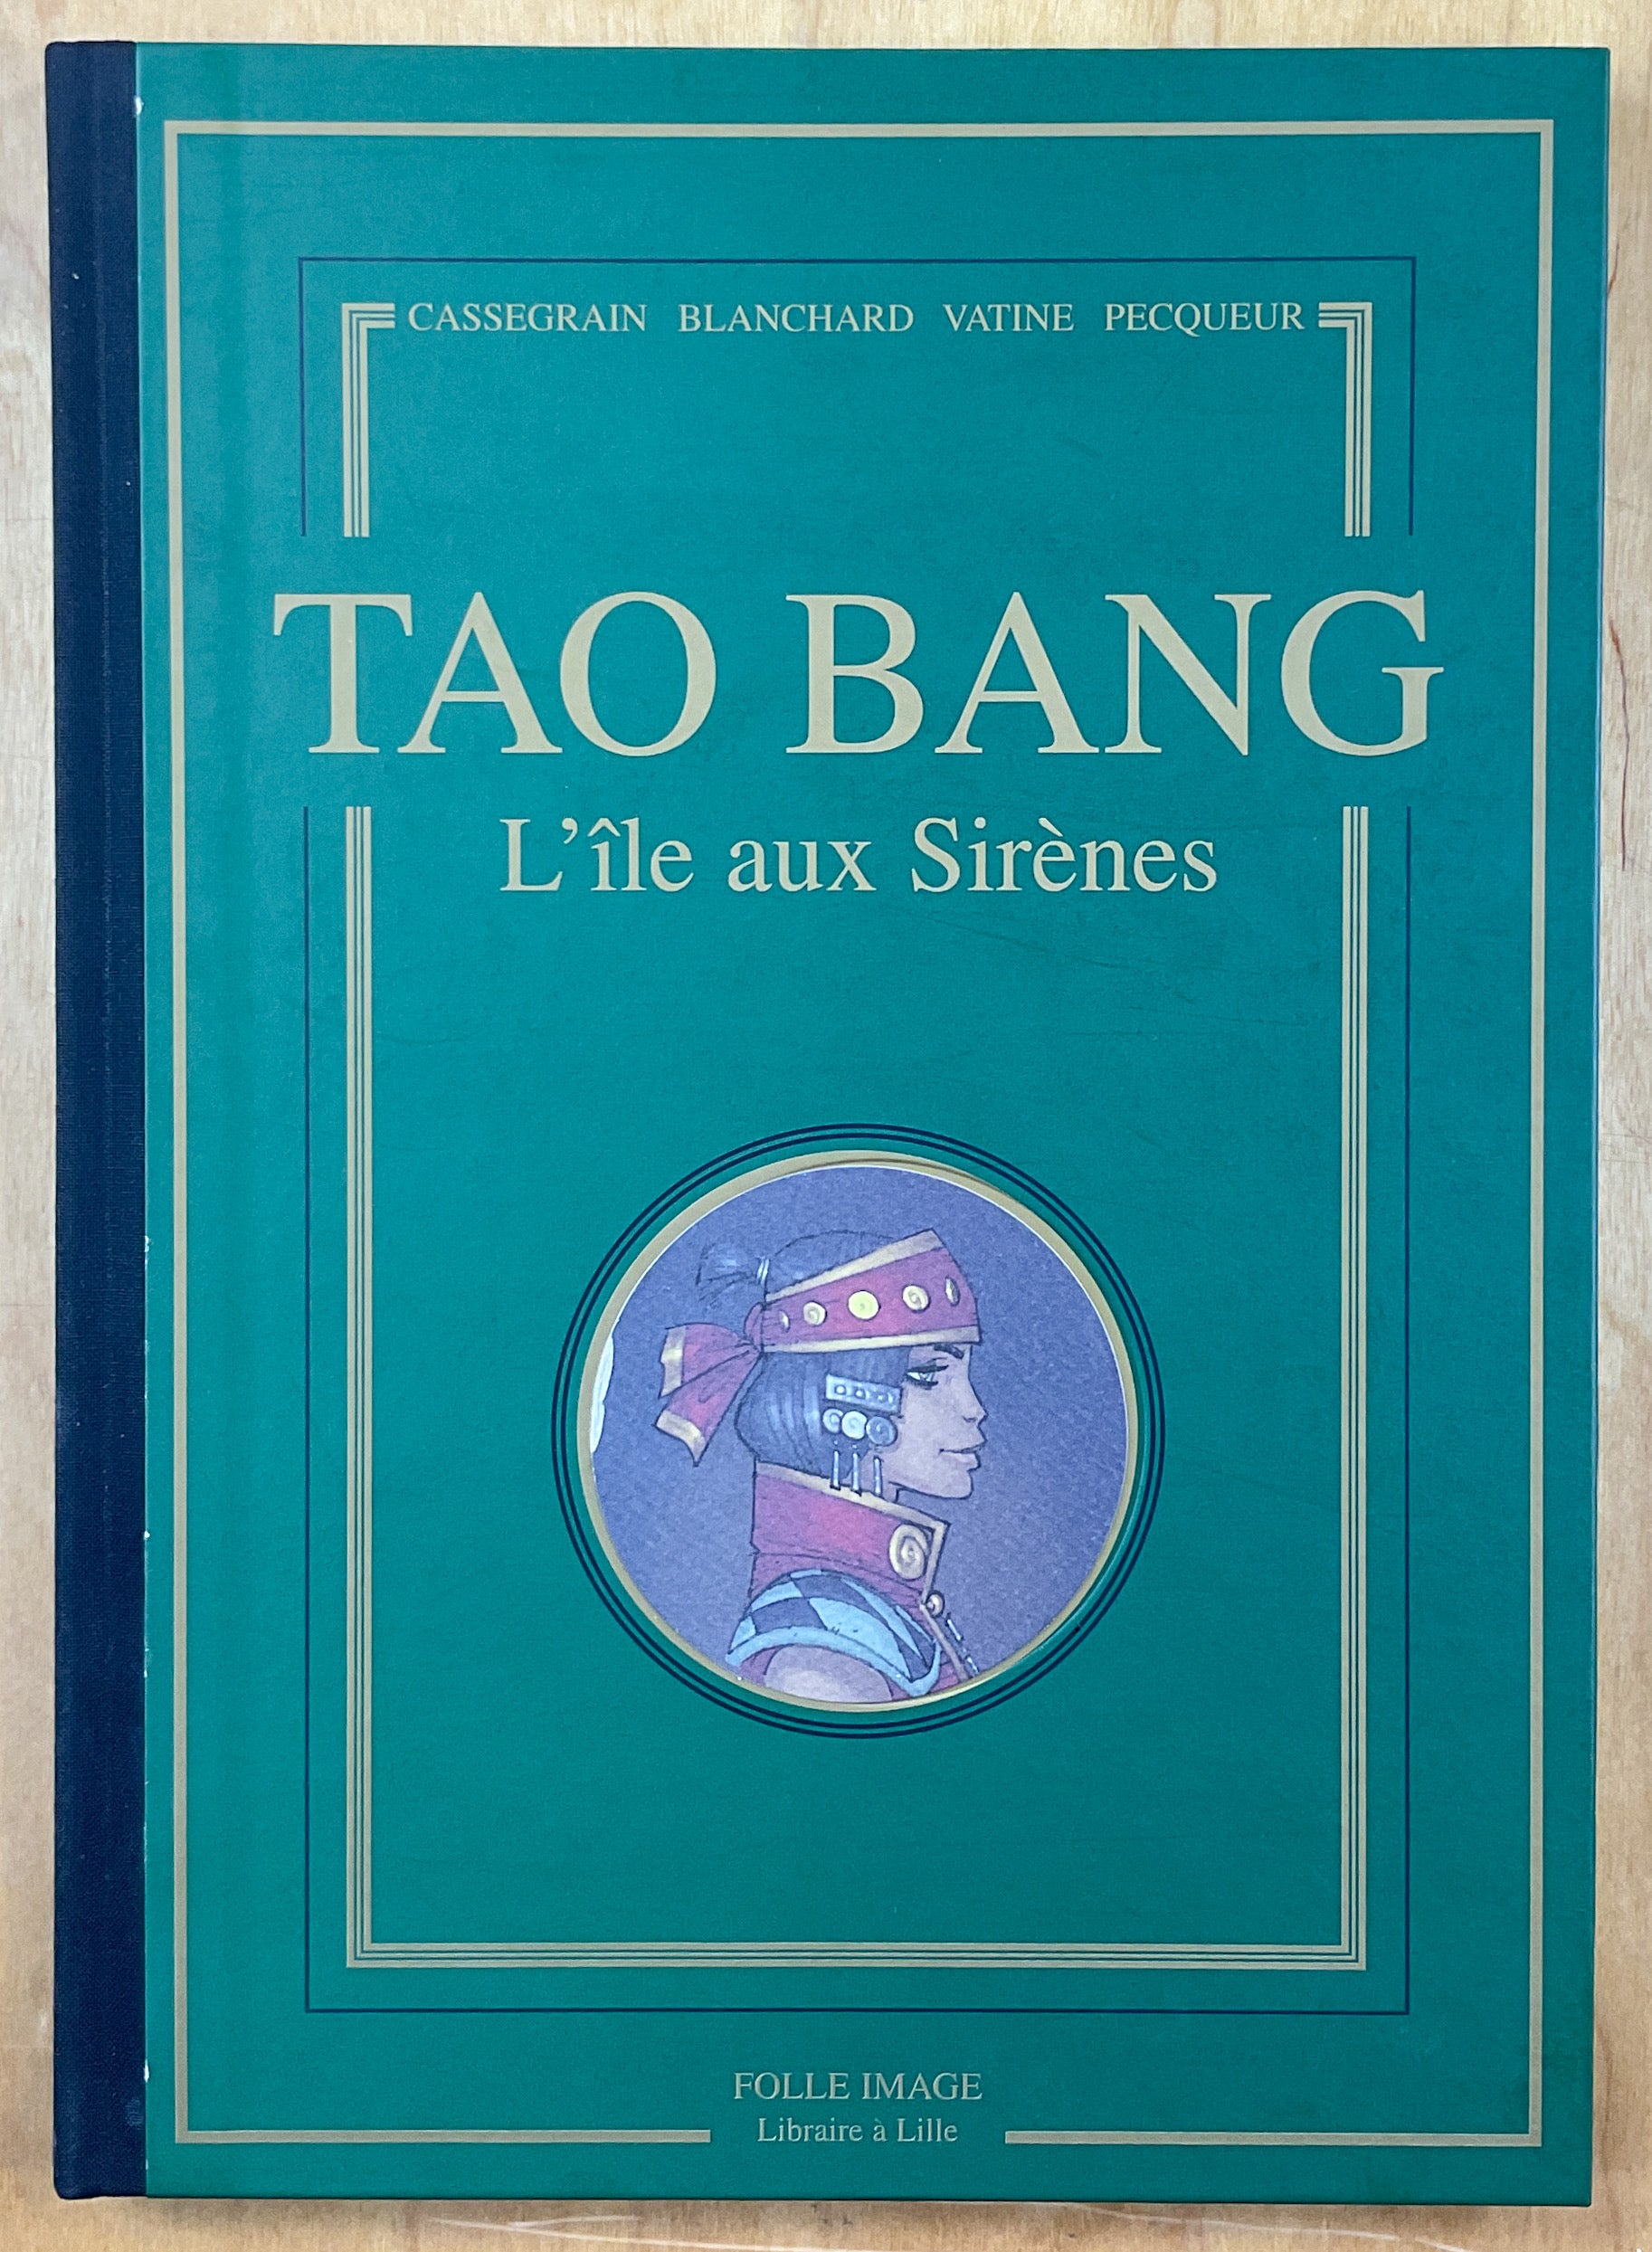 CASSEGRAIN BLANCHARD VATINE PECQUEUR
TAO BANG
L'île aux Sirènes
FOLLE IMAGE
Libraire à Lille